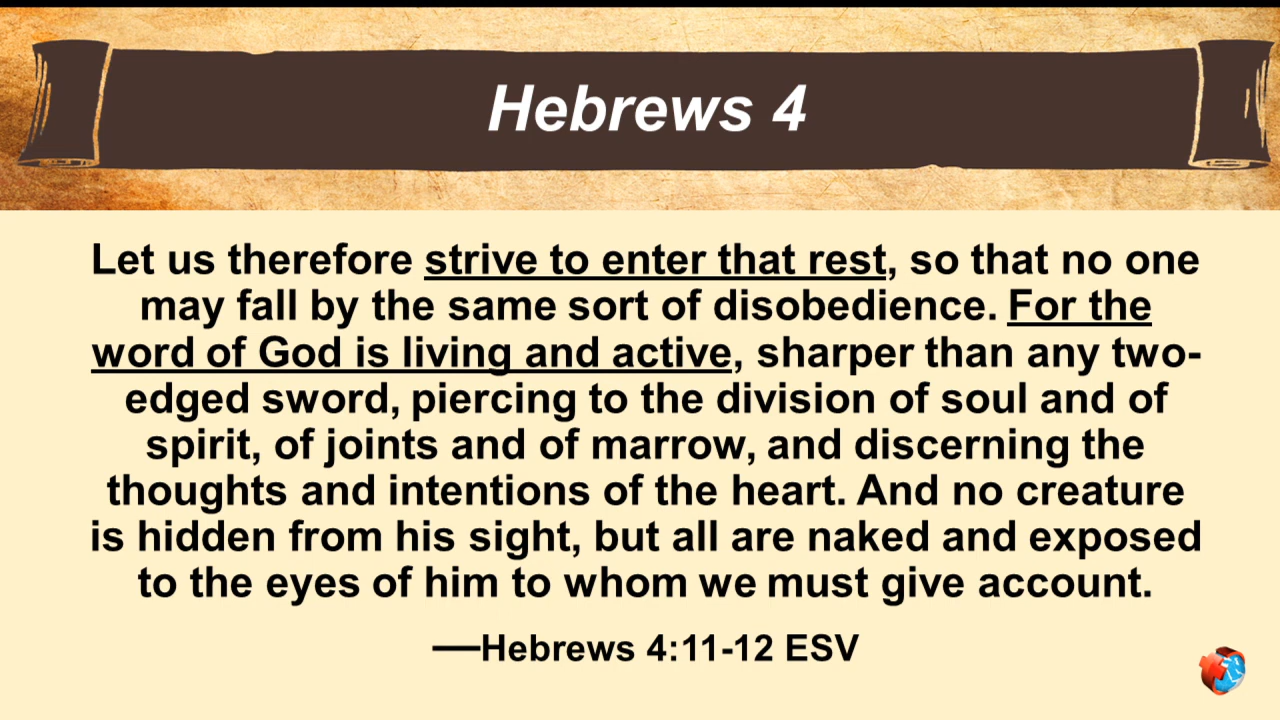 Hebrews 4
Let us therefore strive to enter that rest, so that no one
may fall by the same sort of disobedience. For the
word of God is living and active, sharper than any two-
edged sword, piercing to the division of soul and of
spirit, of joints and of marrow, and discerning the
thoughts and intentions of the heart. And no creature
is hidden from his sight, but all are naked and exposed
to the eyes of him to whom we must give account.
—Hebrews 4:11-12 ESV